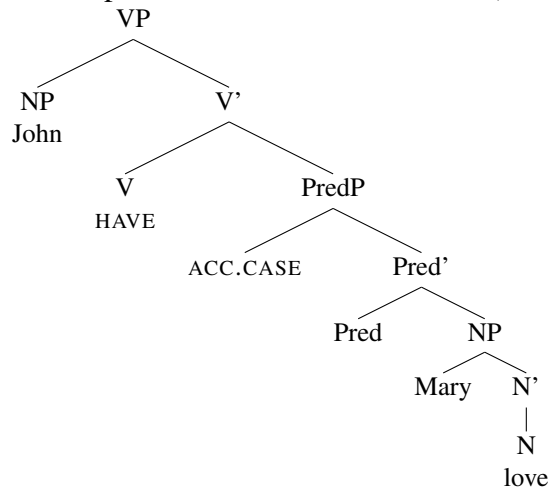 VP
NP V’
John
V PredP
HAVE
ACC.CASE Pred’
Pred NP
Mary N’
N
love